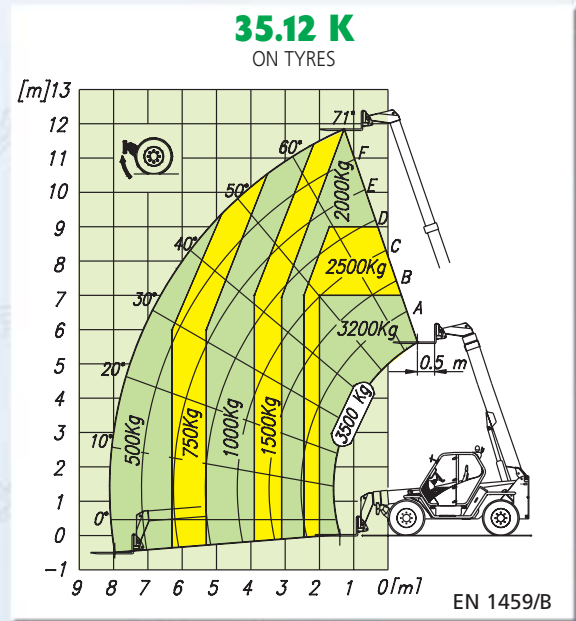 35.12 K
ON TYRES
[m]13
12
11
10
9
8
7
6
5
4
3
2
1
0
-1
9 8 7 6 5 4 3 2 1 0[m]
71°
60°
50°
40°
30°
20°
10°
0°
F
E
D
C
B
A
2000Kg
2500Kg
3200Kg
3500 Kg
1500Kg
1000Kg
750Kg
500Kg
0.5 m
EN 1459/B